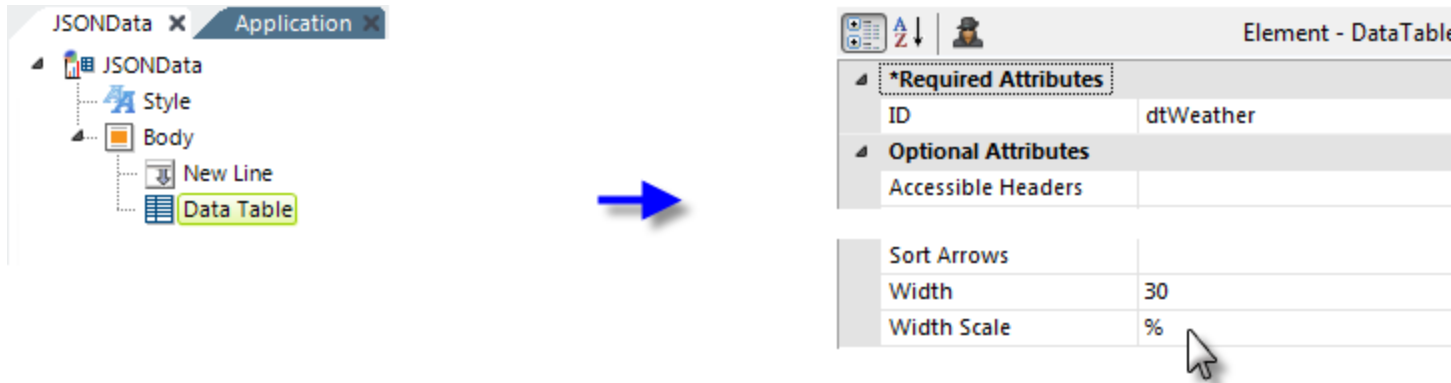 JSONData Application
JSONData
Style
Body
New Line
Data Table
Element - DataTable
*Required Attributes
ID dtWeather
Optional Attributes
Accessible Headers
Sort Arrows
Width 30
Width Scale %